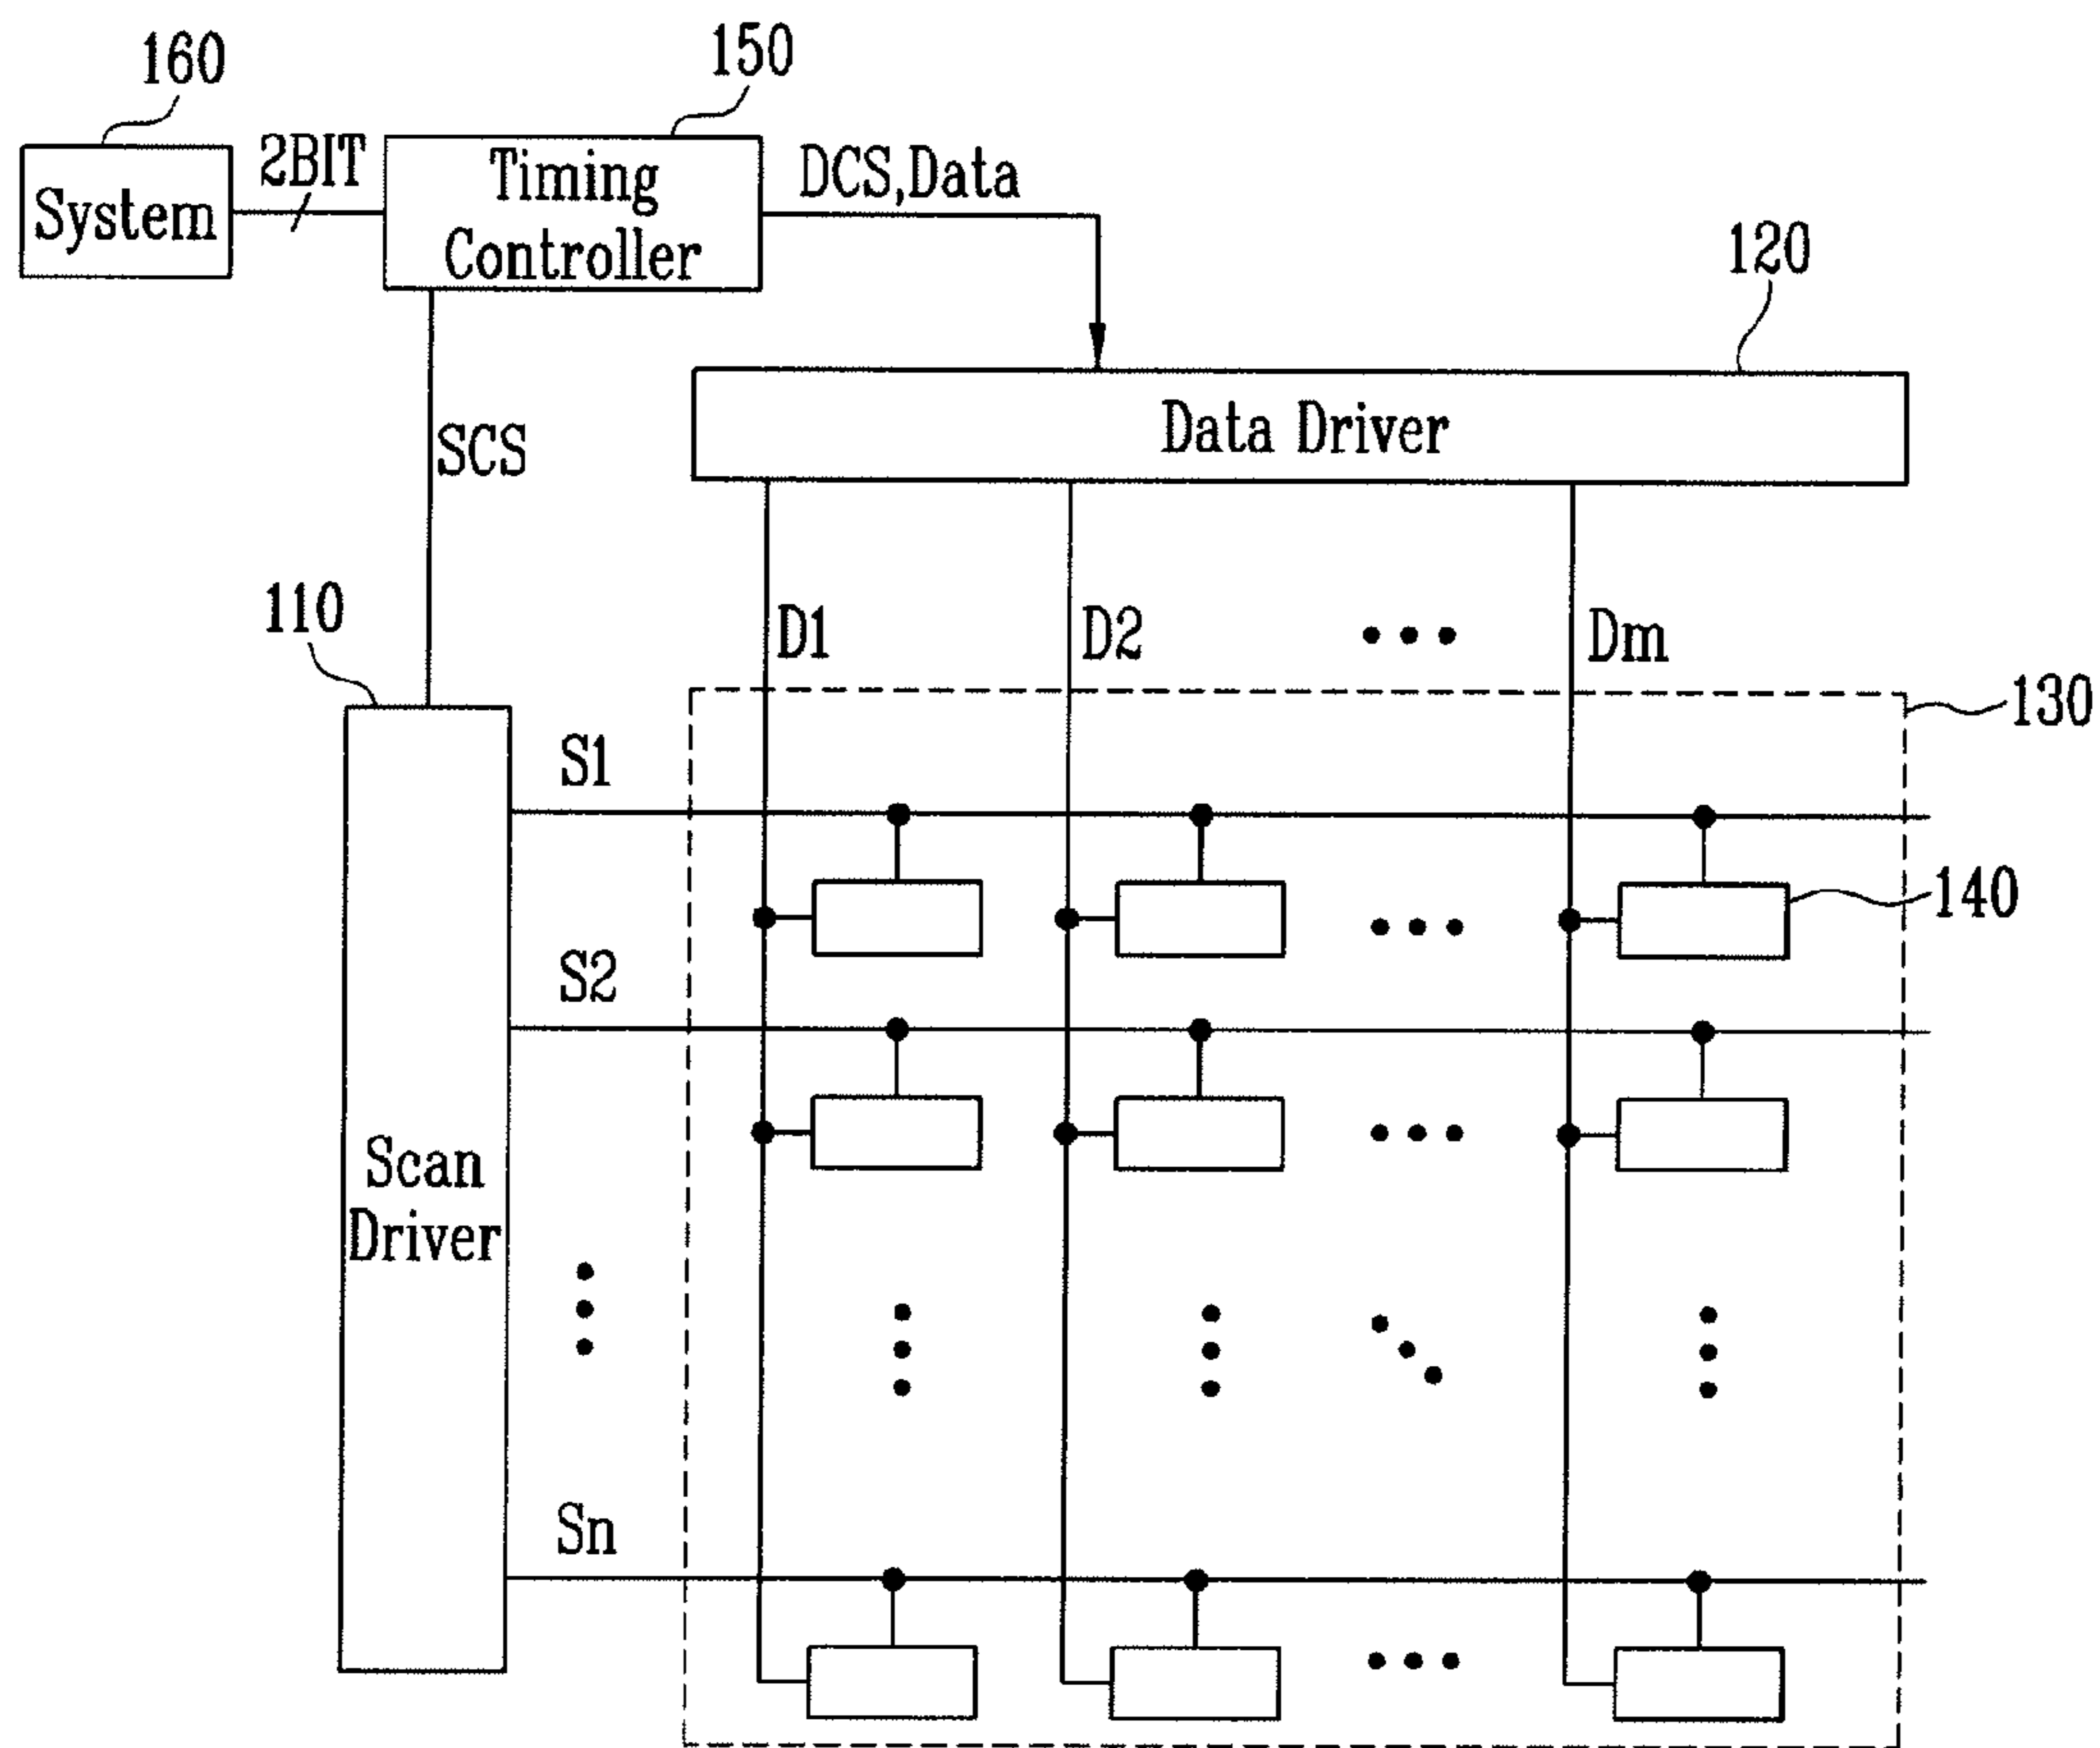 160
150
System
2BIT
Timing
Controller
DCS,Data
120
Data Driver
SCS
110
D1
D2
Dm
130
S1
140
S2
Scan
Driver
Sn